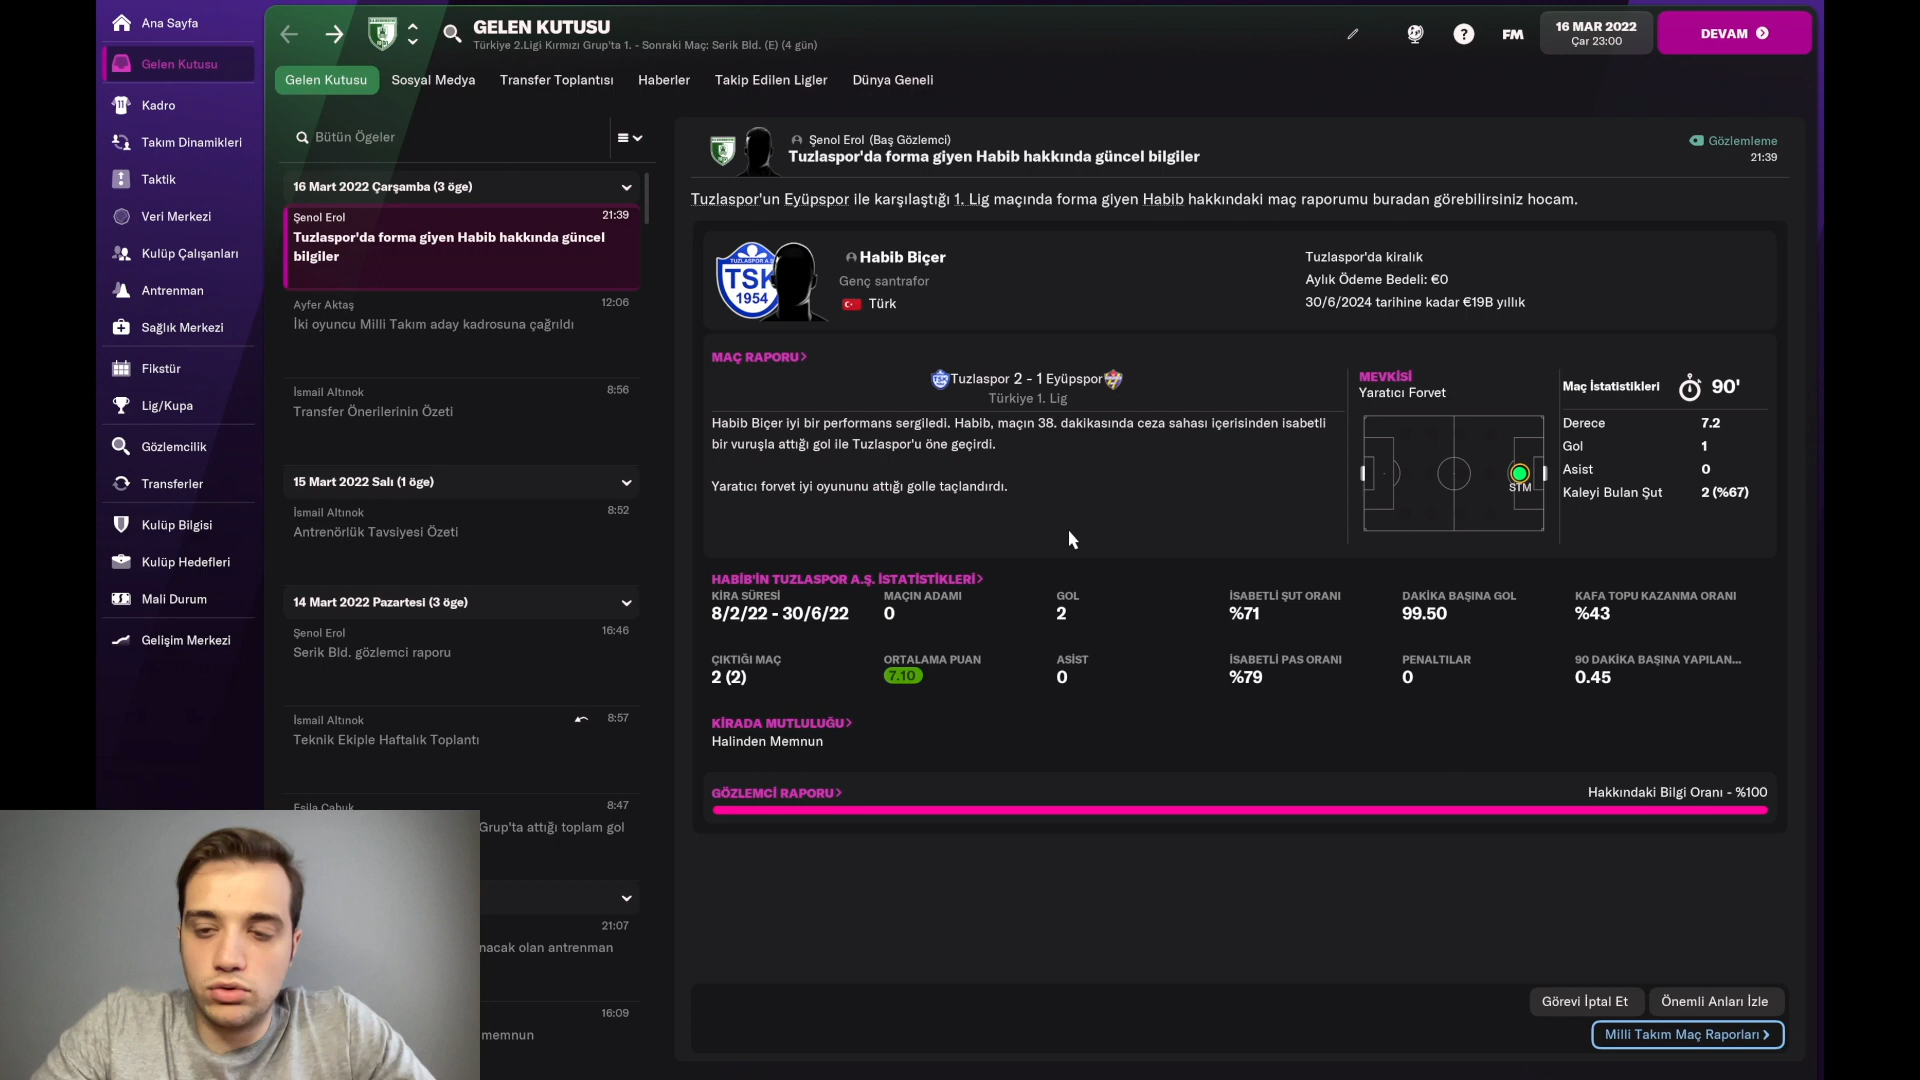 Ana Sayfa
Gelen Kutusu
Kadro
Takım Dinamikleri
Taktik
Veri Merkezi
Kulüp Çalışanları
Antrenman
Sağlık Merkezi
Fikstür
Lig/Kupa
Gözlemcilik
Transferler
Kulüp Bilgisi
Kulüp Hedefleri
Mali Durum
Gelişim Merkezi
GELEN KUTUSU
Türkiye 2.Ligi Kırmızı Grup'ta 1. - Sonraki Maç: Serik Bld. (E) (4 gün)
?
FM
16 MAR 2022
Çar 23:00
DEVAM
Gelen Kutusu Sosyal Medya Transfer Toplantısı Haberler Takip Edilen Ligler Dünya Geneli
Bütün Ögeler
16 Mart 2022 Çarşamba (3 öge)
Şenol Erol 21:39
Tuzlaspor'da forma giyen Habib hakkında güncel
bilgiler
Ayfer Aktaş 12:06
İki oyuncu Milli Takım aday kadrosuna çağrıldı
İsmail Altınok 8:56
Transfer Önerilerinin Özeti
15 Mart 2022 Salı (1 öge)
İsmail Altınok 8:52
Antrenörlük Tavsiyesi Özeti
14 Mart 2022 Pazartesi (3 öge)
Şenol Erol 16:46
Serik Bld. gözlemci raporu
İsmail Altınok 8:57
Teknik Ekiple Haftalık Toplantı
8:47
Grup'ta attığı toplam gol
21:07
nacak olan antrenman
16:09
memnun
Şenol Erol (Baş Gözlemci)
Tuzlaspor'da forma giyen Habib hakkında güncel bilgiler
Gözlemleme
21:39
Tuzlaspor'un Eyüpspor ile karşılaştığı 1. Lig maçında forma giyen Habib hakkındaki maç raporumu buradan görebilirsiniz hocam.
TUZLASPOR A.Ş.
TSK
1954
Habib Biçer
Genç santrafor
Türk
Tuzlaspor'da kiralık
Aylık Ödeme Bedeli: €0
30/6/2024 tarihine kadar €19B yıllık
MAÇ RAPORU>
Tuzlaspor 2 - 1 Eyüpspor
Türkiye 1. Lig
Habib Biçer iyi bir performans sergiledi. Habib, maçın 38. dakikasında ceza sahası içerisinden isabetli
bir vuruşla attığı gol ile Tuzlaspor'u öne geçirdi.
Yaratıcı forvet iyi oyununu attığı golle taçlandırdı.
MEVKİSİ
Yaratıcı Forvet
STM
Maç İstatistikleri 90'
Derece 7.2
Gol 1
Asist 0
Kaleyi Bulan Şut 2 (%67)
HABİB'İN TUZLASPOR A.Ş. İSTATİSTİKLERİ>
KİRA SÜRESİ MAÇIN ADAMI GOL İSABETLİ ŞUT ORANI DAKİKA BAŞINA GOL KAFA TOPU KAZANMA ORANI
8/2/22 - 30/6/22 0 2 %71 99.50 %43
ÇIKTIĞI MAÇ ORTALAMA PUAN ASİST İSABETLİ PAS ORANI PENALTILAR 90 DAKİKA BAŞINA YAPILAN...
2 (2) 7.10 0 %79 0 0.45
KİRADA MUTLULUĞU>
Halinden Memnun
GÖZLEMCİ RAPORU>
Hakkındaki Bilgi Oranı - %100
Görevi İptal Et Önemli Anları İzle
Milli Takım Maç Raporları >